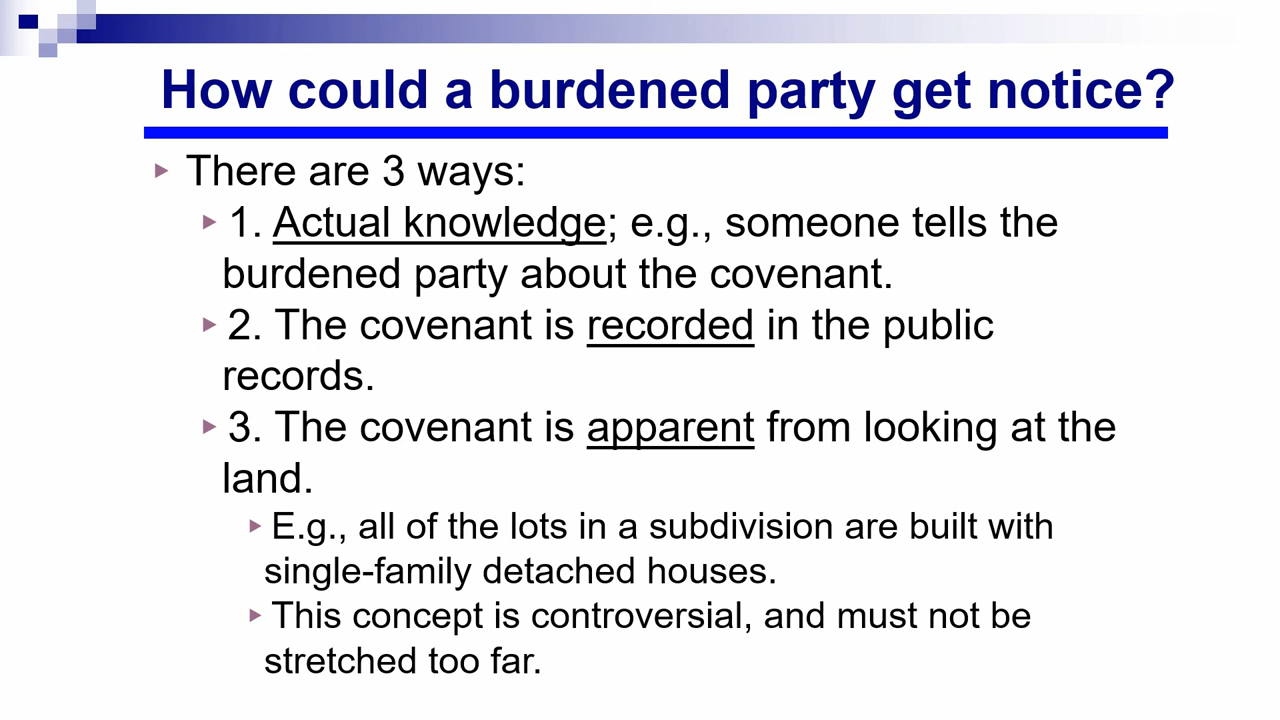 How could a burdened party get notice?
There are 3 ways:
1. Actual knowledge; e.g., someone tells the
burdened party about the covenant.
2. The covenant is recorded in the public
records.
3. The covenant is apparent from looking at the
land.
E.g., all of the lots in a subdivision are built with
single-family detached houses.
This concept is controversial, and must not be
stretched too far.